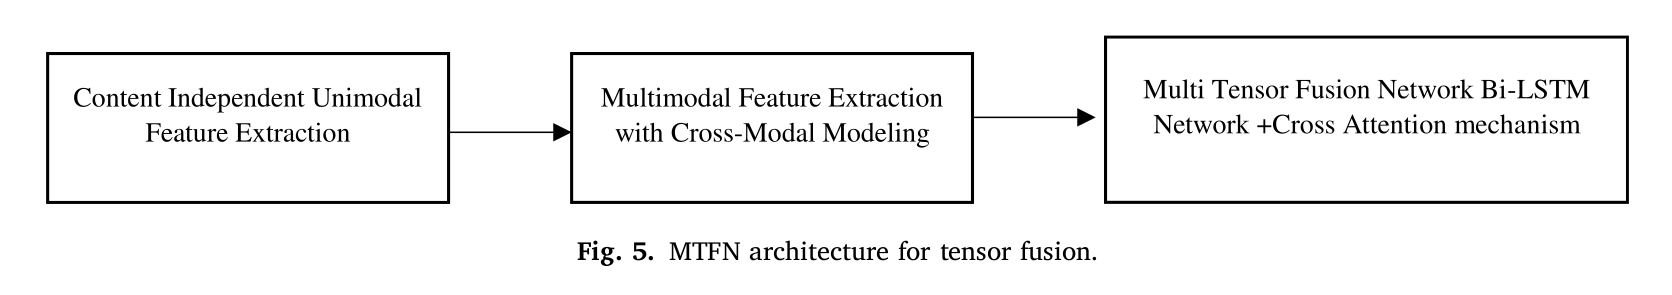 Content Independent Unimodal
Feature Extraction
Multimodal Feature Extraction
with Cross-Modal Modeling
Multi Tensor Fusion Network Bi-LSTM
Network +Cross Attention mechanism
Fig. 5. MTFN architecture for tensor fusion.